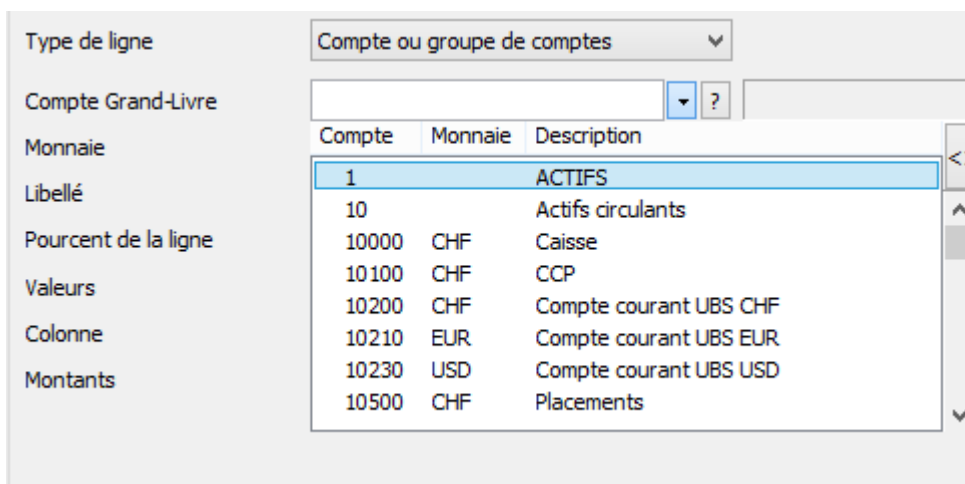 Type de ligne Compte ou groupe de comptes
Compte Grand-Livre ?
Compte Monnaie Description
Monnaie <
1 ACTIFS
Libellé
10 Actifs circulants
Pourcent de la ligne
10000 CHF Caisse
10100 CHF CCP
Valeurs
10200 CHF Compte courant UBS CHF
Colonne
10210 EUR Compte courant UBS EUR
10230 USD Compte courant UBS USD
Montants
10500 CHF Placements